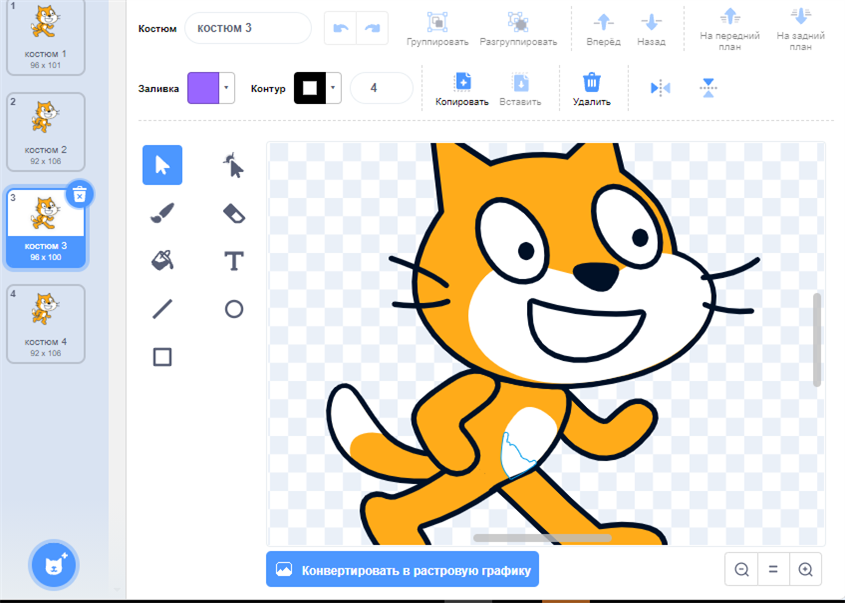 1
костюм 1
96 x 101
2
костюм 2
92 x 106
3
костюм 3
96 x 100
4
костюм 4
92 x 106
Костюм
костюм 3
Группировать
Разгруппировать
Вперёд
Назад
На передний
план
На задний
план
Заливка
Контур
4
Копировать
Вставить
Удалить
T
Конвертировать в растровую графику